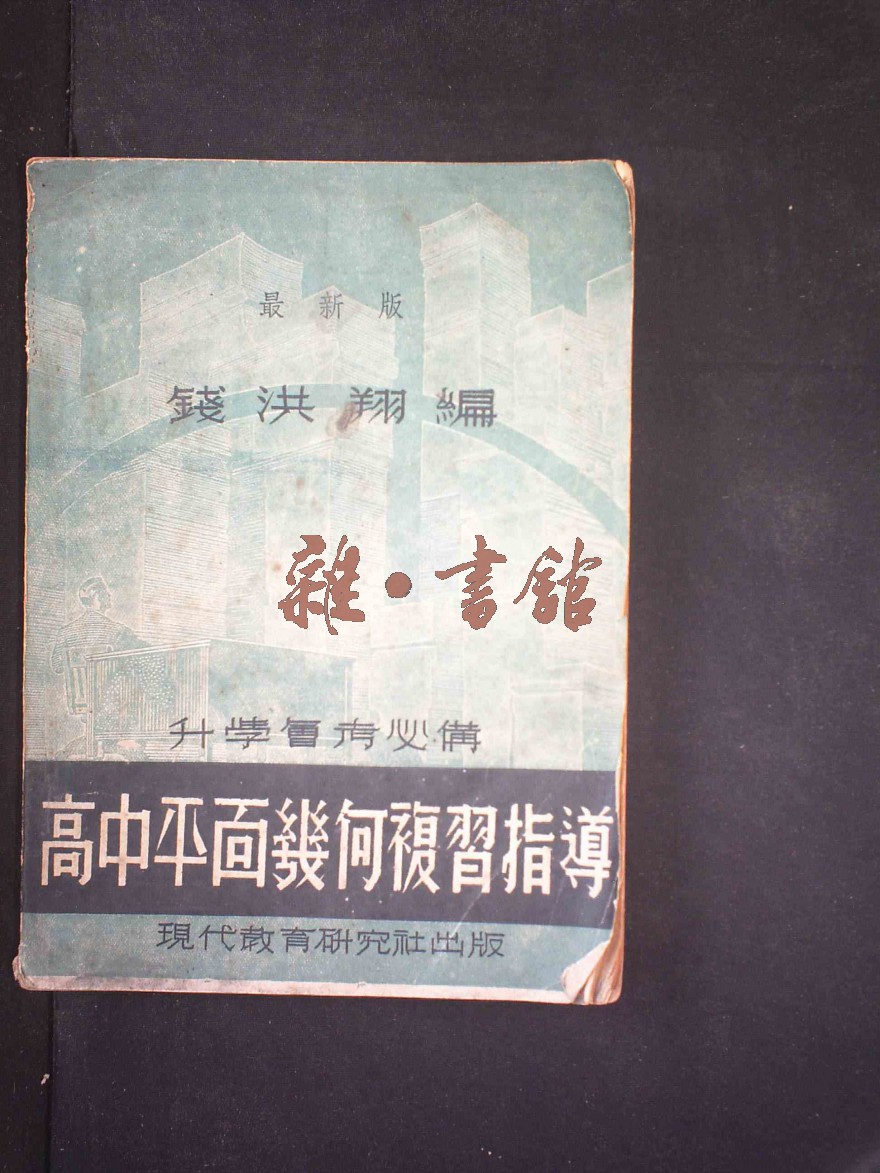 最新版
錢洪翔編
雜·書館
升學會考必備
高中平面幾何複習指導
現代教育研究社出版